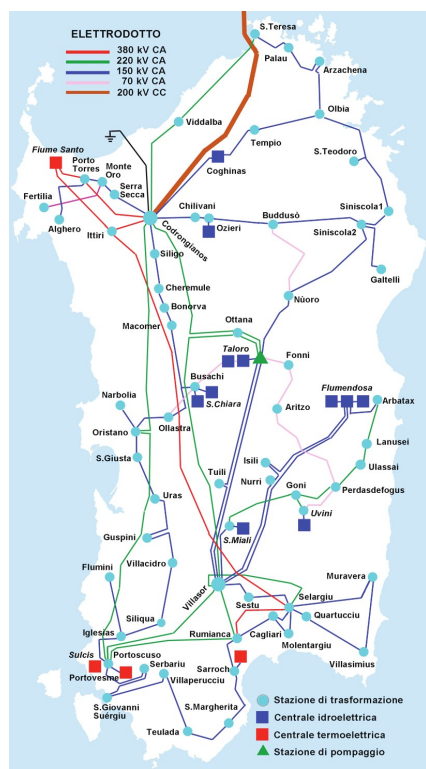 ELETTRODOTTO
380 kV CA
220 kV CA
150 kV CA
70 kV CA
200 kV CC
S.Teresa
Palau
Arzachena
Viddalba
Olbia
Tempio
Fiume Santo
Porto
Torres
Monte
Oro
Coghinas
S.Teodoro
Serra
Secca
Fertilia
Chilivani
Buddusò
Siniscola1
Alghero
Ittiri
Codrongianos
Ozieri
Siniscola2
Siligo
Galtelli
Cheremule
Bonorva
Nùoro
Macomer
Ottana
Taloro
Fonni
Busachi
Flumendosa
Narbolia
S.Chiara
Arbatax
Ollastra
Aritzo
Oristano
Lanusei
S.Giusta
Isili
Ulassai
Tuili
Nurri
Goni
Perdasdefogus
Uras
Uvini
Guspini
S.Miali
Flumini
Villacidro
Villasor
Muravera
Sestu
Selargiu
Siliqua
Quartucciu
Iglesias
Rumianca
Cagliari
Molentargiu
Sulcis
Portoscuso
Villasimius
Portovesme
Serbariu
Villaperucciu
Sarroch
S.Giovanni
Suérgiu
S.Margherita
Teulada
Stazione di trasformazione
Centrale idroelettrica
Centrale termoelettrica
Stazione di pompaggio